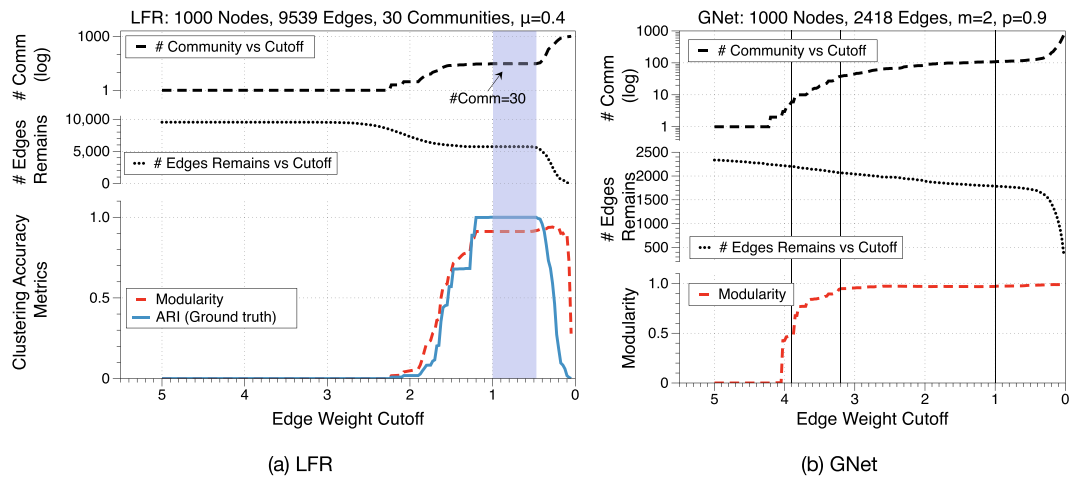 LFR: 1000 Nodes, 9539 Edges, 30 Communities, μ=0.4
# Comm
(log)
1000
1
# Community vs Cutoff
#Comm=30
# Edges
Remains
10,000
5,000
0
# Edges Remains vs Cutoff
Clustering Accuracy
Metrics
1.0
0.5
0
Modularity
ARI (Ground truth)
5 4 3 2 1 0
Edge Weight Cutoff
(a) LFR
GNet: 1000 Nodes, 2418 Edges, m=2, p=0.9
# Comm
(log)
1000
100
10
1
# Community vs Cutoff
# Edges
Remains
2500
2000
1500
1000
500
# Edges Remains vs Cutoff
Modularity
1.0
0.5
0
Modularity
5 4 3 2 1 0
Edge Weight Cutoff
(b) GNet